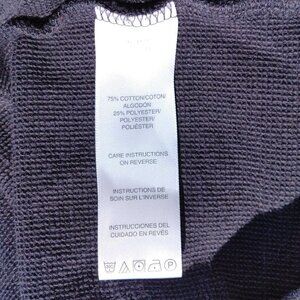 75% COTTON/COTON/
ALGODÓN
25% POLYESTER/
POLYESTER/
POLIÉSTER
CARE INSTRUCTIONS
ON REVERSE
INSTRUCTIONS DE
SOIN SUR L'INVERSE
INSTRUCCIONES DEL
CUIDADO EN REVÉS
P